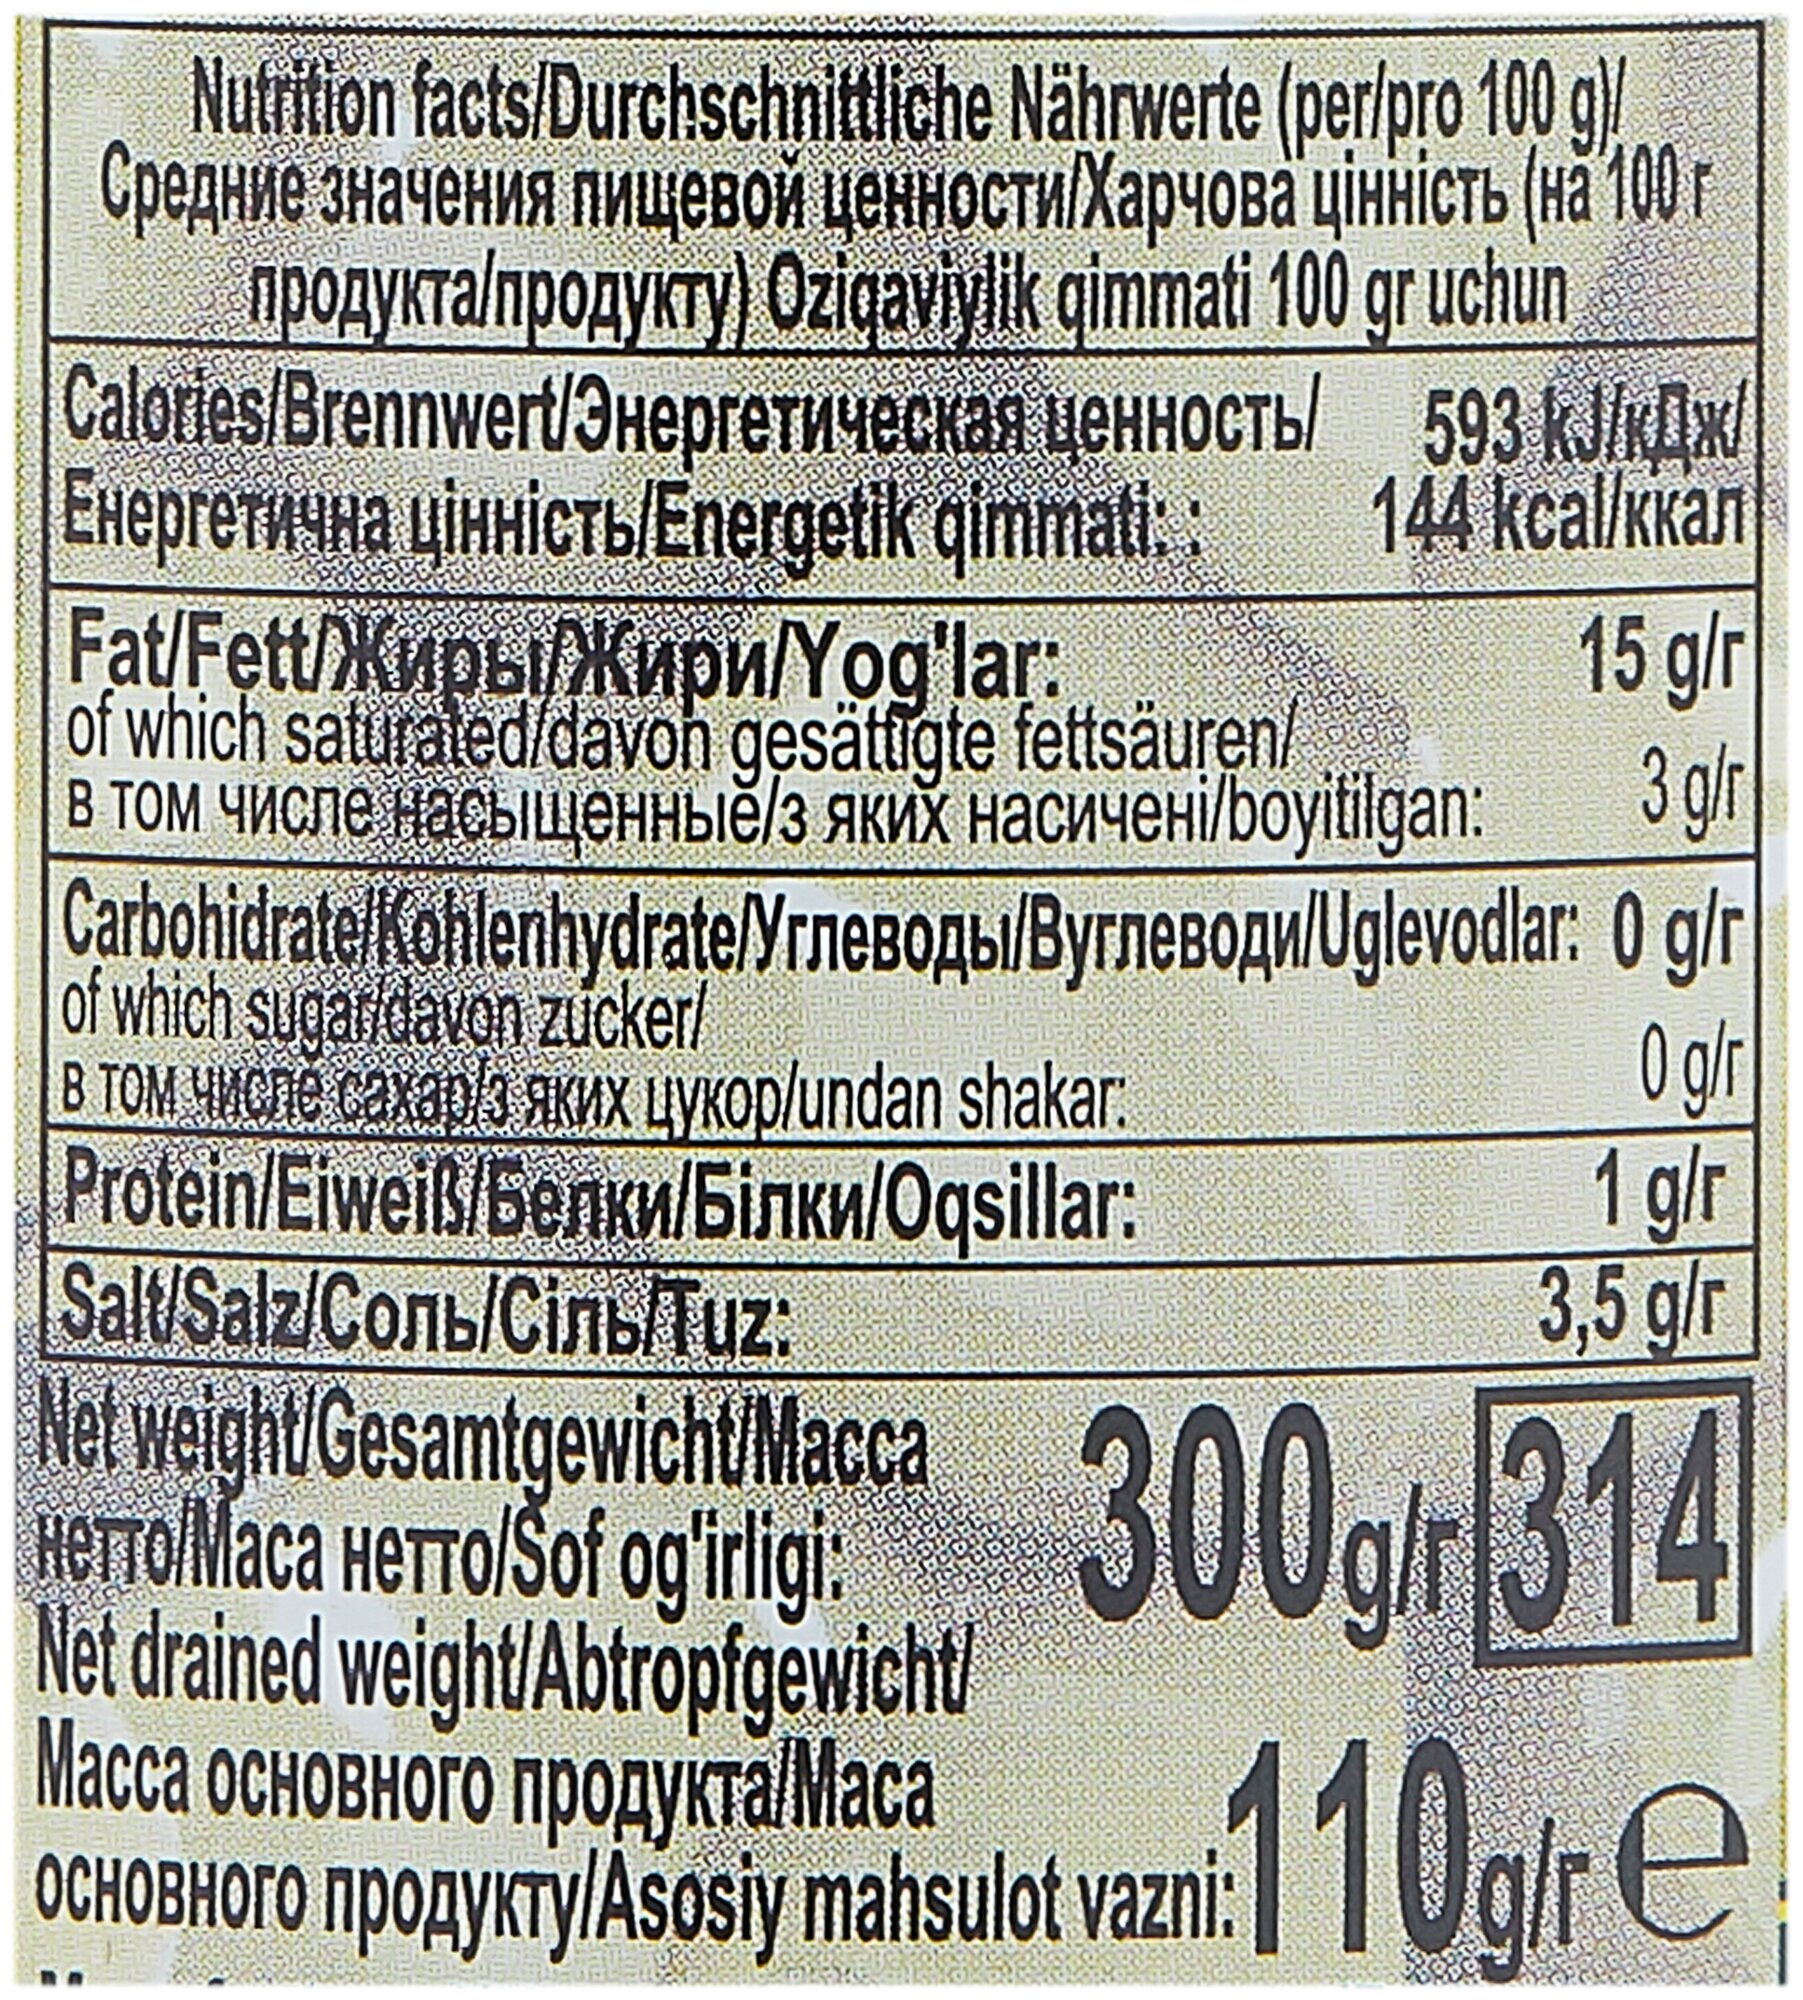 Nutrition facts/Durchschnittliche Nährwerte (per/pro 100 g)/
Средние значения пищевой ценности/Харчова цінність (на 100 г
продукта/продукту) Oziqaviylik qimmati 100 gr uchun
Calories/Brennwert/Энергетическая ценность/ 593 kJ/кДж/
Енергетична цінність/Energetik qimmati: : 144 kcal/ккал
Fat/Fett/Жиры/Жири/Yog'lar: 15 g/г
of which saturated/davon gesättigte fettsäuren/
в том числе насыщенные/з яких насичені/boyitilgan: 3 g/г
Carbohidrate/Kohlenhydrate/Углеводы/Вуглеводи/Uglevodlar: 0 g/г
of which sugar/davon zucker/
в том числе сахар/з яких цукор/undan shakar: 0 g/г
Protein/Eiweiß/Белки/Білки/Oqsillar: 1 g/г
Salt/Salz/Соль/Сіль/Tuz: 3,5 g/г
Net weight/Gesamtgewicht/Масса
нетто/Маса нетто/Sof og'irligi: 300g/г 314
Net drained weight/Abtropfgewicht/
Масса основного продукта/Маса
основного продукту/Asosiy mahsulot vazni: 110g/г e